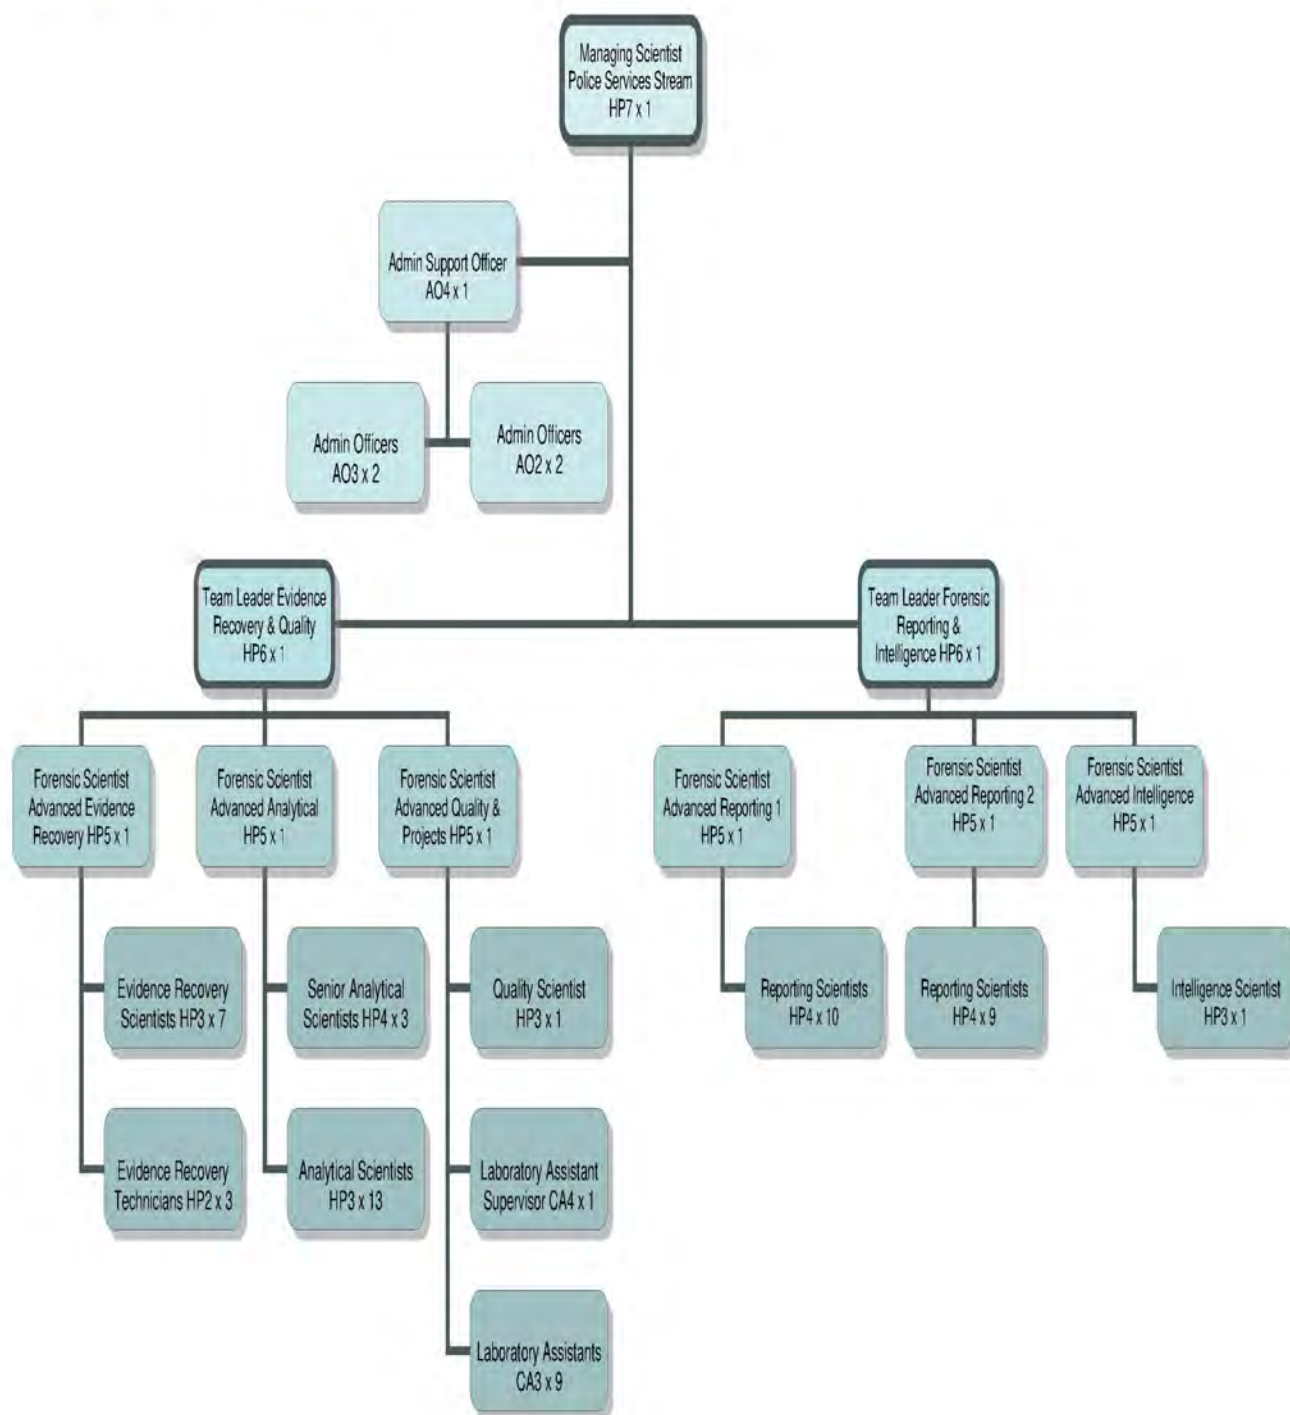 Managing Scientist
Police Services Stream
HP7 x 1
Admin Support Officer
AO4 x 1
Admin Officers
AO3 x 2
Admin Officers
AO2 x 2
Team Leader Evidence
Recovery & Quality
HP6 x 1
Team Leader Forensic
Reporting &
Intelligence HP6 x 1
Forensic Scientist
Advanced Evidence
Recovery HP5 x 1
Forensic Scientist
Advanced Analytical
HP5 x 1
Forensic Scientist
Advanced Quality &
Projects HP5 x 1
Forensic Scientist
Advanced Reporting 1
HP5 x 1
Forensic Scientist
Advanced Reporting 2
HP5 x 1
Forensic Scientist
Advanced Intelligence
HP5 x 1
Evidence Recovery
Scientists HP3 x 7
Senior Analytical
Scientists HP4 x 3
Quality Scientist
HP3 x 1
Reporting Scientists
HP4 x 10
Reporting Scientists
HP4 x 9
Intelligence Scientist
HP3 x 1
Evidence Recovery
Technicians HP2 x 3
Analytical Scientists
HP3 x 13
Laboratory Assistant
Supervisor CA4 x 1
Laboratory Assistants
CA3 x 9